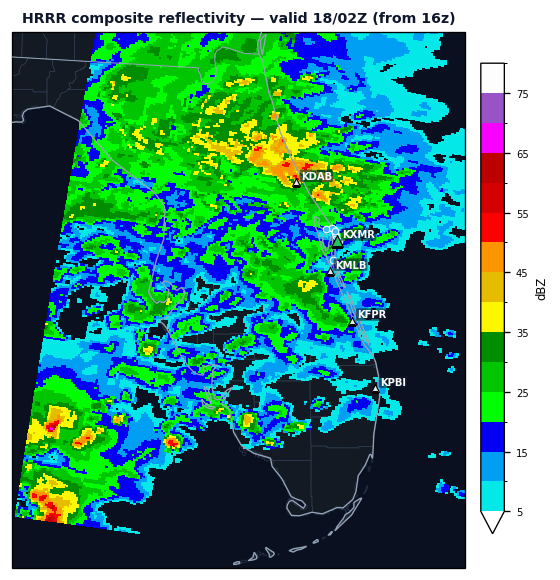 HRRR composite reflectivity — valid 18/02Z (from 16z)
KDAB
KXMR
KMLB
KFPR
KPBI
75
65
55
45
35
25
15
5
dBZ